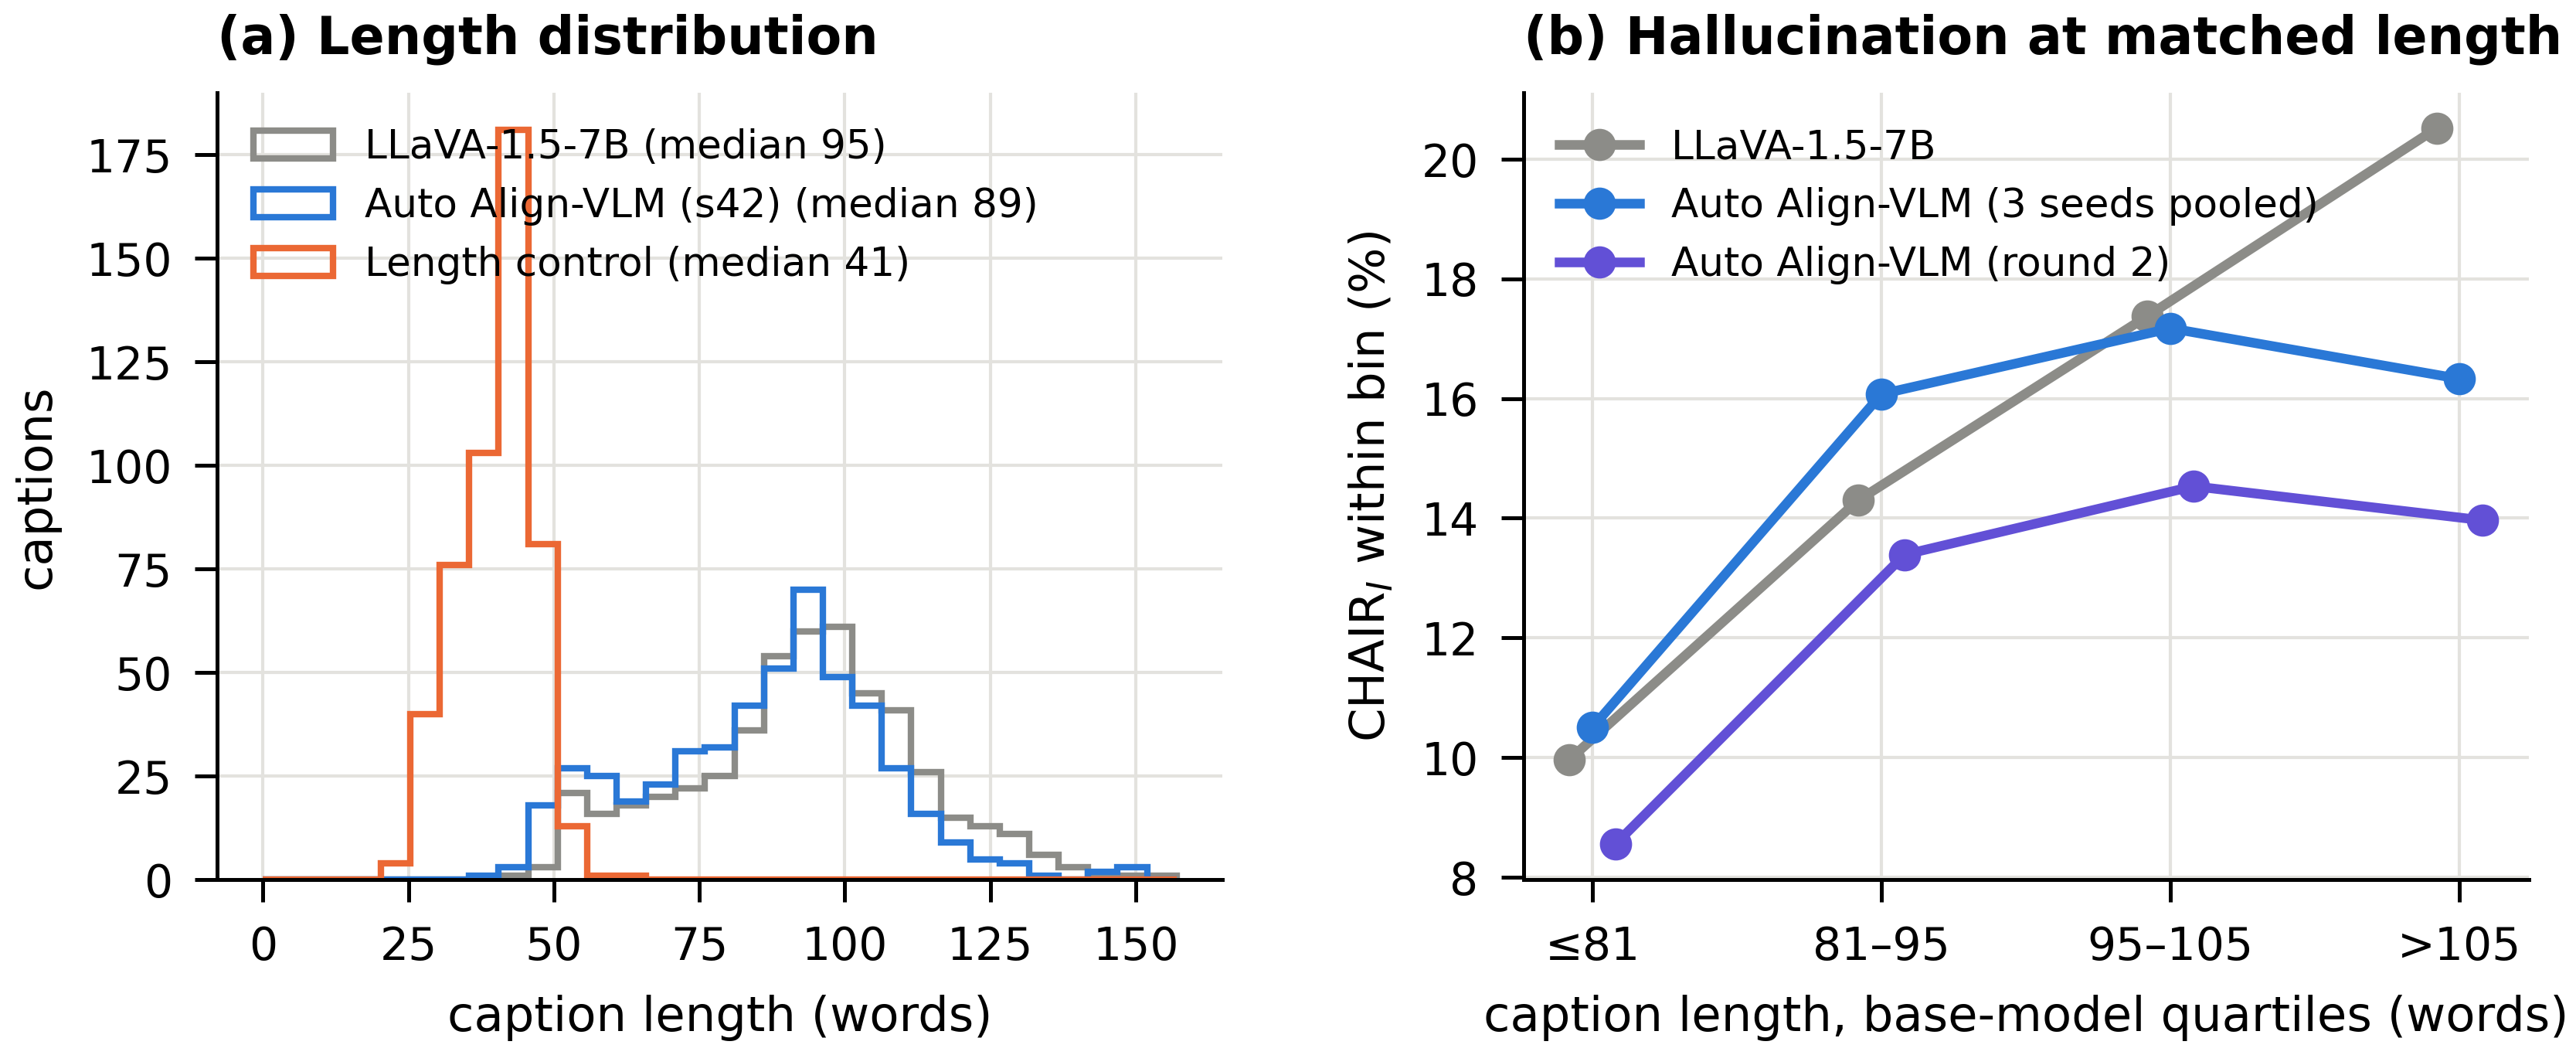 (a) Length distribution
LLaVA-1.5-7B (median 95)
Auto Align-VLM (s42) (median 89)
Length control (median 41)
captions
175
150
125
100
75
50
25
0
0 25 50 75 100 125 150
caption length (words)
(b) Hallucination at matched length
LLaVA-1.5-7B
Auto Align-VLM (3 seeds pooled)
Auto Align-VLM (round 2)
CHAIR_I within bin (%)
20
18
16
14
12
10
8
≤81 81–95 95–105 >105
caption length, base-model quartiles (words)